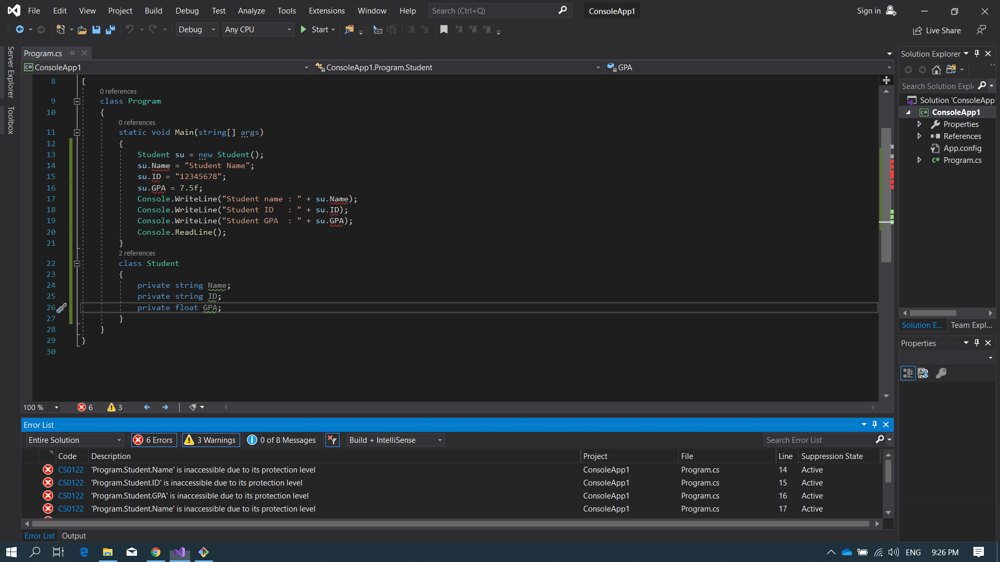 File Edit View Project Build Debug Test Analyze Tools Extensions Window Help Search (Ctrl+Q) ConsoleApp1 Sign in
Debug Any CPU Start Live Share
Server Explorer
Toolbox
Program.cs
ConsoleApp1 ConsoleApp1.Program.Student GPA
8 {
0 references
9 class Program
10 {
0 references
11 static void Main(string[] args)
12 {
13 Student su = new Student();
14 su.Name = "Student Name";
15 su.ID = "12345678";
16 su.GPA = 7.5f;
17 Console.WriteLine("Student name : " + su.Name);
18 Console.WriteLine("Student ID   : " + su.ID);
19 Console.WriteLine("Student GPA  : " + su.GPA);
20 Console.ReadLine();
21 }
2 references
22 class Student
23 {
24 private string Name;
25 private string ID;
26 private float GPA;
27 }
28 }
29 }
30
100 % 6 3
Solution Explorer
Search Solution Expl
Solution 'ConsoleApp
C# ConsoleApp1
Properties
References
App.config
C# Program.cs
Solution E... Team Expl...
Properties
Error List
Entire Solution 6 Errors 3 Warnings 0 of 8 Messages Build + IntelliSense Search Error List
Code Description Project File Line Suppression State
CS0122 'Program.Student.Name' is inaccessible due to its protection level ConsoleApp1 Program.cs 14 Active
CS0122 'Program.Student.ID' is inaccessible due to its protection level ConsoleApp1 Program.cs 15 Active
CS0122 'Program.Student.GPA' is inaccessible due to its protection level ConsoleApp1 Program.cs 16 Active
CS0122 'Program.Student.Name' is inaccessible due to its protection level ConsoleApp1 Program.cs 17 Active
Error List Output
ENG 9:26 PM